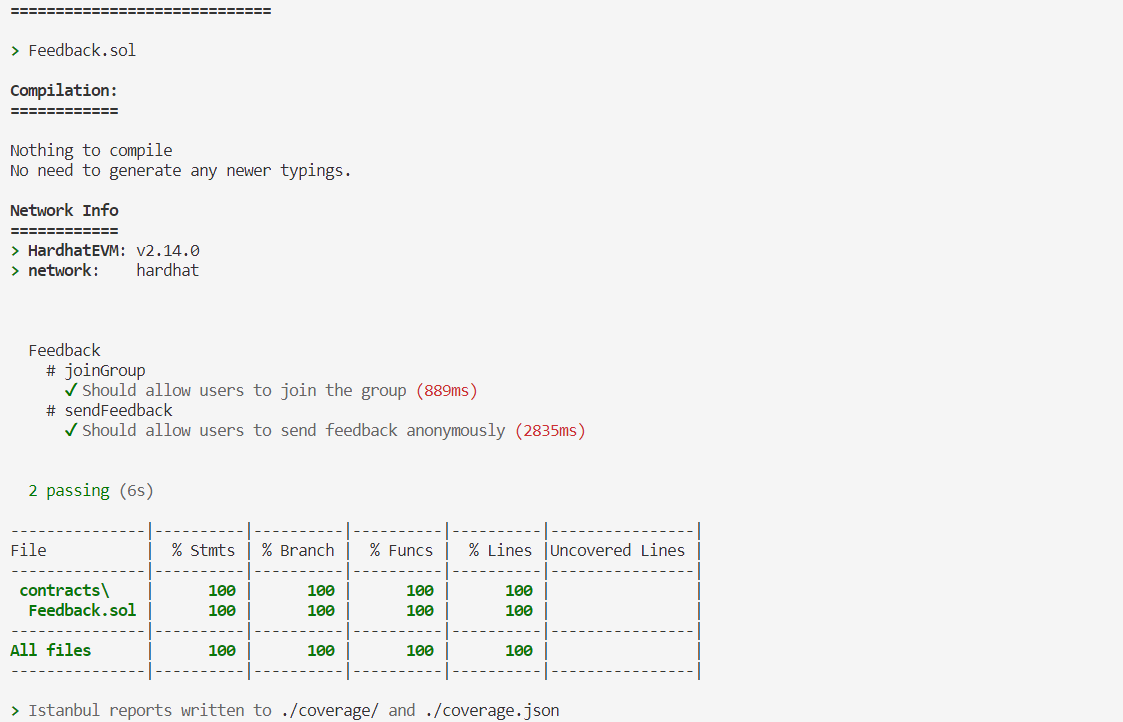 =============================
> Feedback.sol
Compilation:
============
Nothing to compile
No need to generate any newer typings.
Network Info
============
> HardhatEVM: v2.14.0
> network:    hardhat
  Feedback
    # joinGroup
      ✓ Should allow users to join the group (889ms)
    # sendFeedback
      ✓ Should allow users to send feedback anonymously (2835ms)
  2 passing (6s)
---------------|----------|----------|----------|----------|----------------|
File           |  % Stmts | % Branch |  % Funcs |  % Lines |Uncovered Lines |
---------------|----------|----------|----------|----------|----------------|
 contracts\    |      100 |      100 |      100 |      100 |                |
  Feedback.sol |      100 |      100 |      100 |      100 |                |
---------------|----------|----------|----------|----------|----------------|
All files      |      100 |      100 |      100 |      100 |                |
---------------|----------|----------|----------|----------|----------------|
> Istanbul reports written to ./coverage/ and ./coverage.json